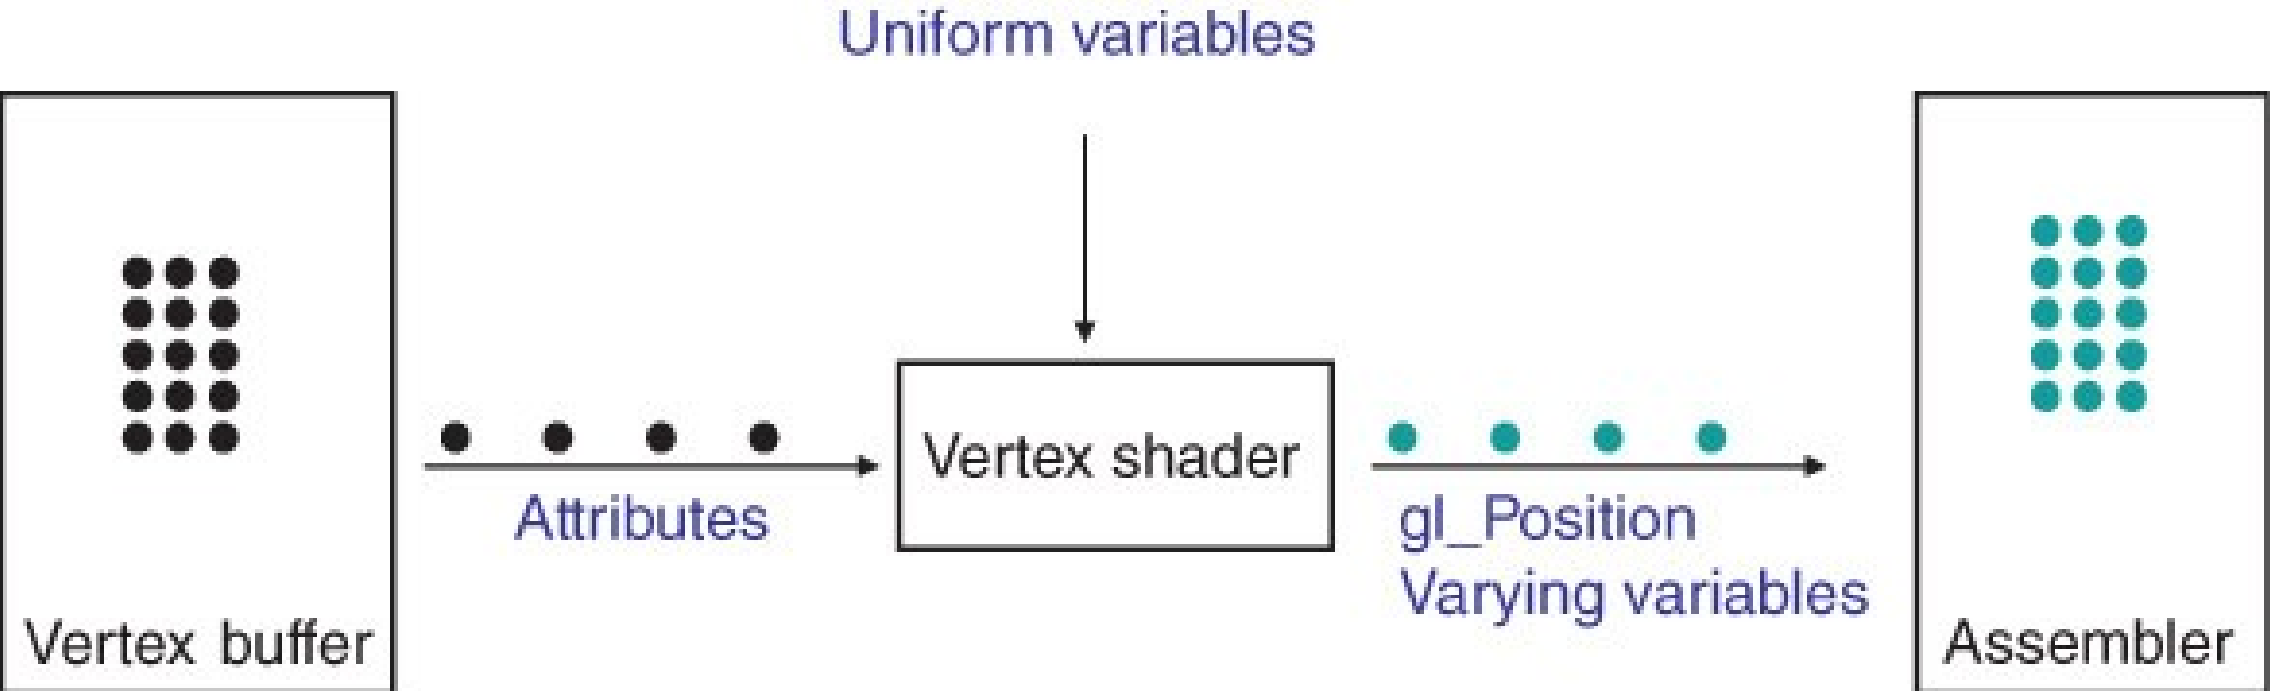 Uniform variables
Vertex shader
Attributes
gl_Position
Varying variables
Vertex buffer
Assembler